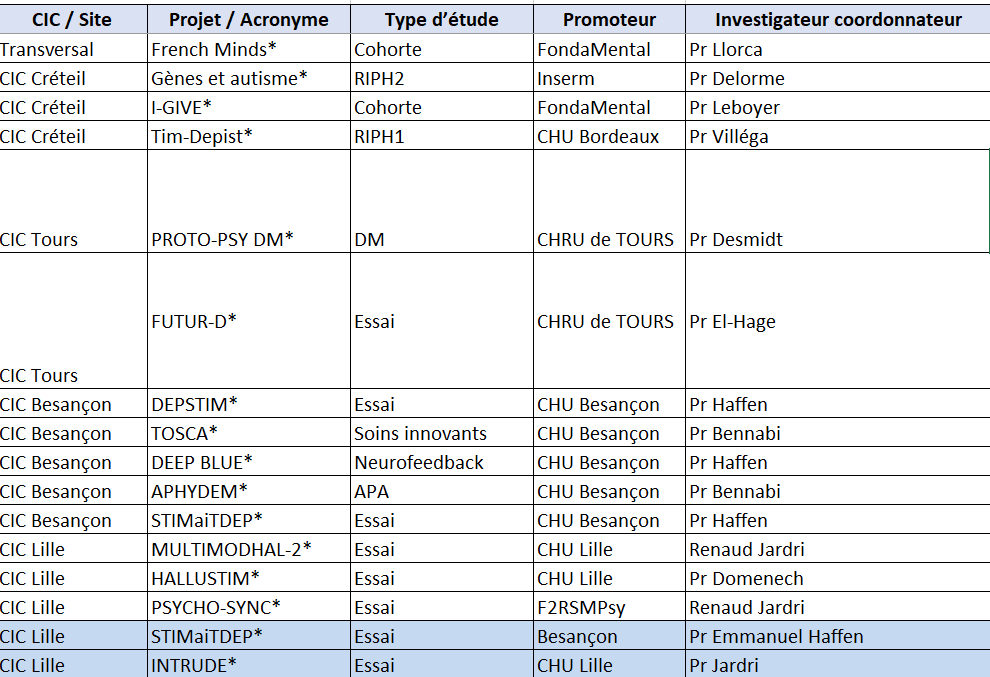 CIC / Site Projet / Acronyme Type d’étude Promoteur Investigateur coordonnateur
Transversal French Minds* Cohorte FondaMental Pr Llorca
CIC Créteil Gènes et autisme* RIPH2 Inserm Pr Delorme
CIC Créteil I-GIVE* Cohorte FondaMental Pr Leboyer
CIC Créteil Tim-Depist* RIPH1 CHU Bordeaux Pr Villéga
CIC Tours PROTO-PSY DM* DM CHRU de TOURS Pr Desmidt
FUTUR-D* Essai CHRU de TOURS Pr El-Hage
CIC Tours
CIC Besançon DEPSTIM* Essai CHU Besançon Pr Haffen
CIC Besançon TOSCA* Soins innovants CHU Besançon Pr Bennabi
CIC Besançon DEEP BLUE* Neurofeedback CHU Besançon Pr Haffen
CIC Besançon APHYDEM* APA CHU Besançon Pr Bennabi
CIC Besançon STIMaiTDEP* Essai CHU Besançon Pr Haffen
CIC Lille MULTIMODHAL-2* Essai CHU Lille Renaud Jardri
CIC Lille HALLUSTIM* Essai CHU Lille Pr Domenech
CIC Lille PSYCHO-SYNC* Essai F2RSMPsy Renaud Jardri
CIC Lille STIMaiTDEP* Essai Besançon Pr Emmanuel Haffen
CIC Lille INTRUDE* Essai CHU Lille Pr Jardri